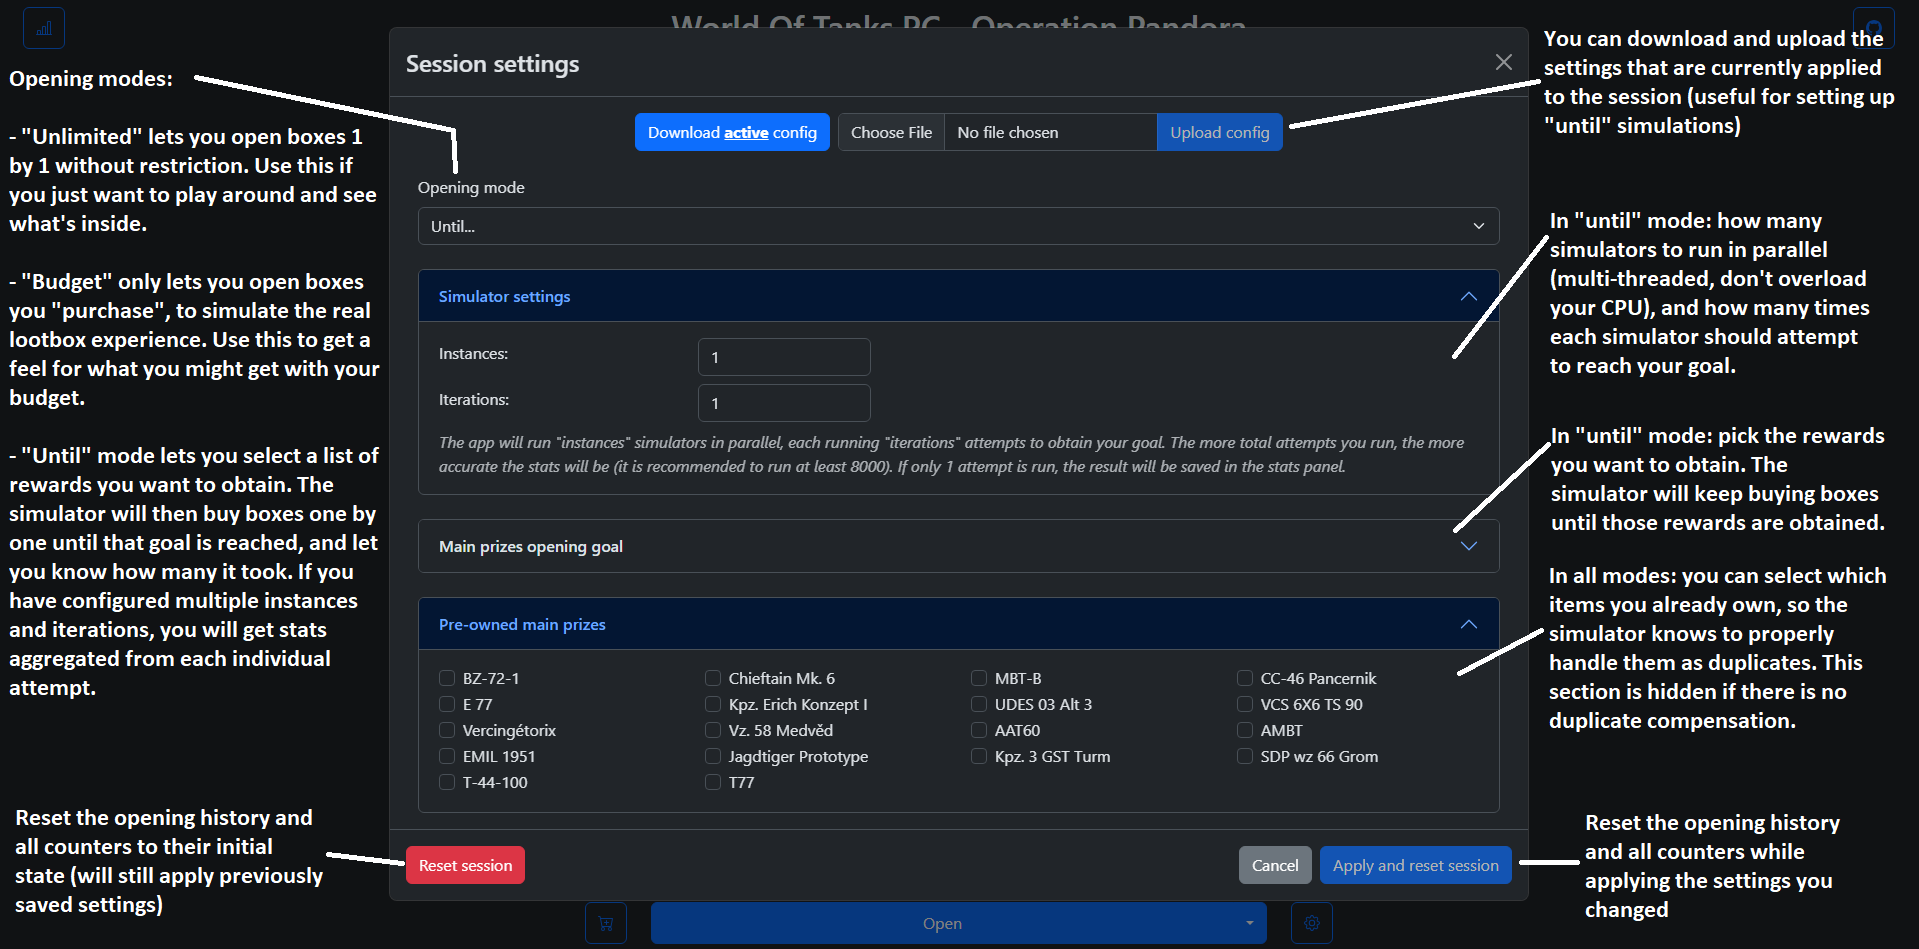 World Of Tanks PC - Operation Pandora
Session settings
Download active config
Choose File
No file chosen
Upload config
Opening mode
Until...
Simulator settings
Instances:
1
Iterations:
1
The app will run "instances" simulators in parallel, each running "iterations" attempts to obtain your goal. The more total attempts you run, the more
accurate the stats will be (it is recommended to run at least 8000). If only 1 attempt is run, the result will be saved in the stats panel.
Main prizes opening goal
Pre-owned main prizes
BZ-72-1
Chieftain Mk. 6
MBT-B
CC-46 Pancernik
E 77
Kpz. Erich Konzept I
UDES 03 Alt 3
VCS 6X6 TS 90
Vercingétorix
Vz. 58 Medvěd
AAT60
AMBT
EMIL 1951
Jagdtiger Prototype
Kpz. 3 GST Turm
SDP wz 66 Grom
T-44-100
T77
Reset session
Cancel
Apply and reset session
Open
Opening modes:
- "Unlimited" lets you open boxes 1
by 1 without restriction. Use this if
you just want to play around and see
what's inside.
- "Budget" only lets you open boxes
you "purchase", to simulate the real
lootbox experience. Use this to get a
feel for what you might get with your
budget.
- "Until" mode lets you select a list of
rewards you want to obtain. The
simulator will then buy boxes one by
one until that goal is reached, and let
you know how many it took. If you
have configured multiple instances
and iterations, you will get stats
aggregated from each individual
attempt.
Reset the opening history and
all counters to their initial
state (will still apply previously
saved settings)
You can download and upload the
settings that are currently applied
to the session (useful for setting up
"until" simulations)
In "until" mode: how many
simulators to run in parallel
(multi-threaded, don't overload
your CPU), and how many times
each simulator should attempt
to reach your goal.
In "until" mode: pick the rewards
you want to obtain. The
simulator will keep buying boxes
until those rewards are obtained.
In all modes: you can select which
items you already own, so the
simulator knows to properly
handle them as duplicates. This
section is hidden if there is no
duplicate compensation.
Reset the opening history
and all counters while
applying the settings you
changed